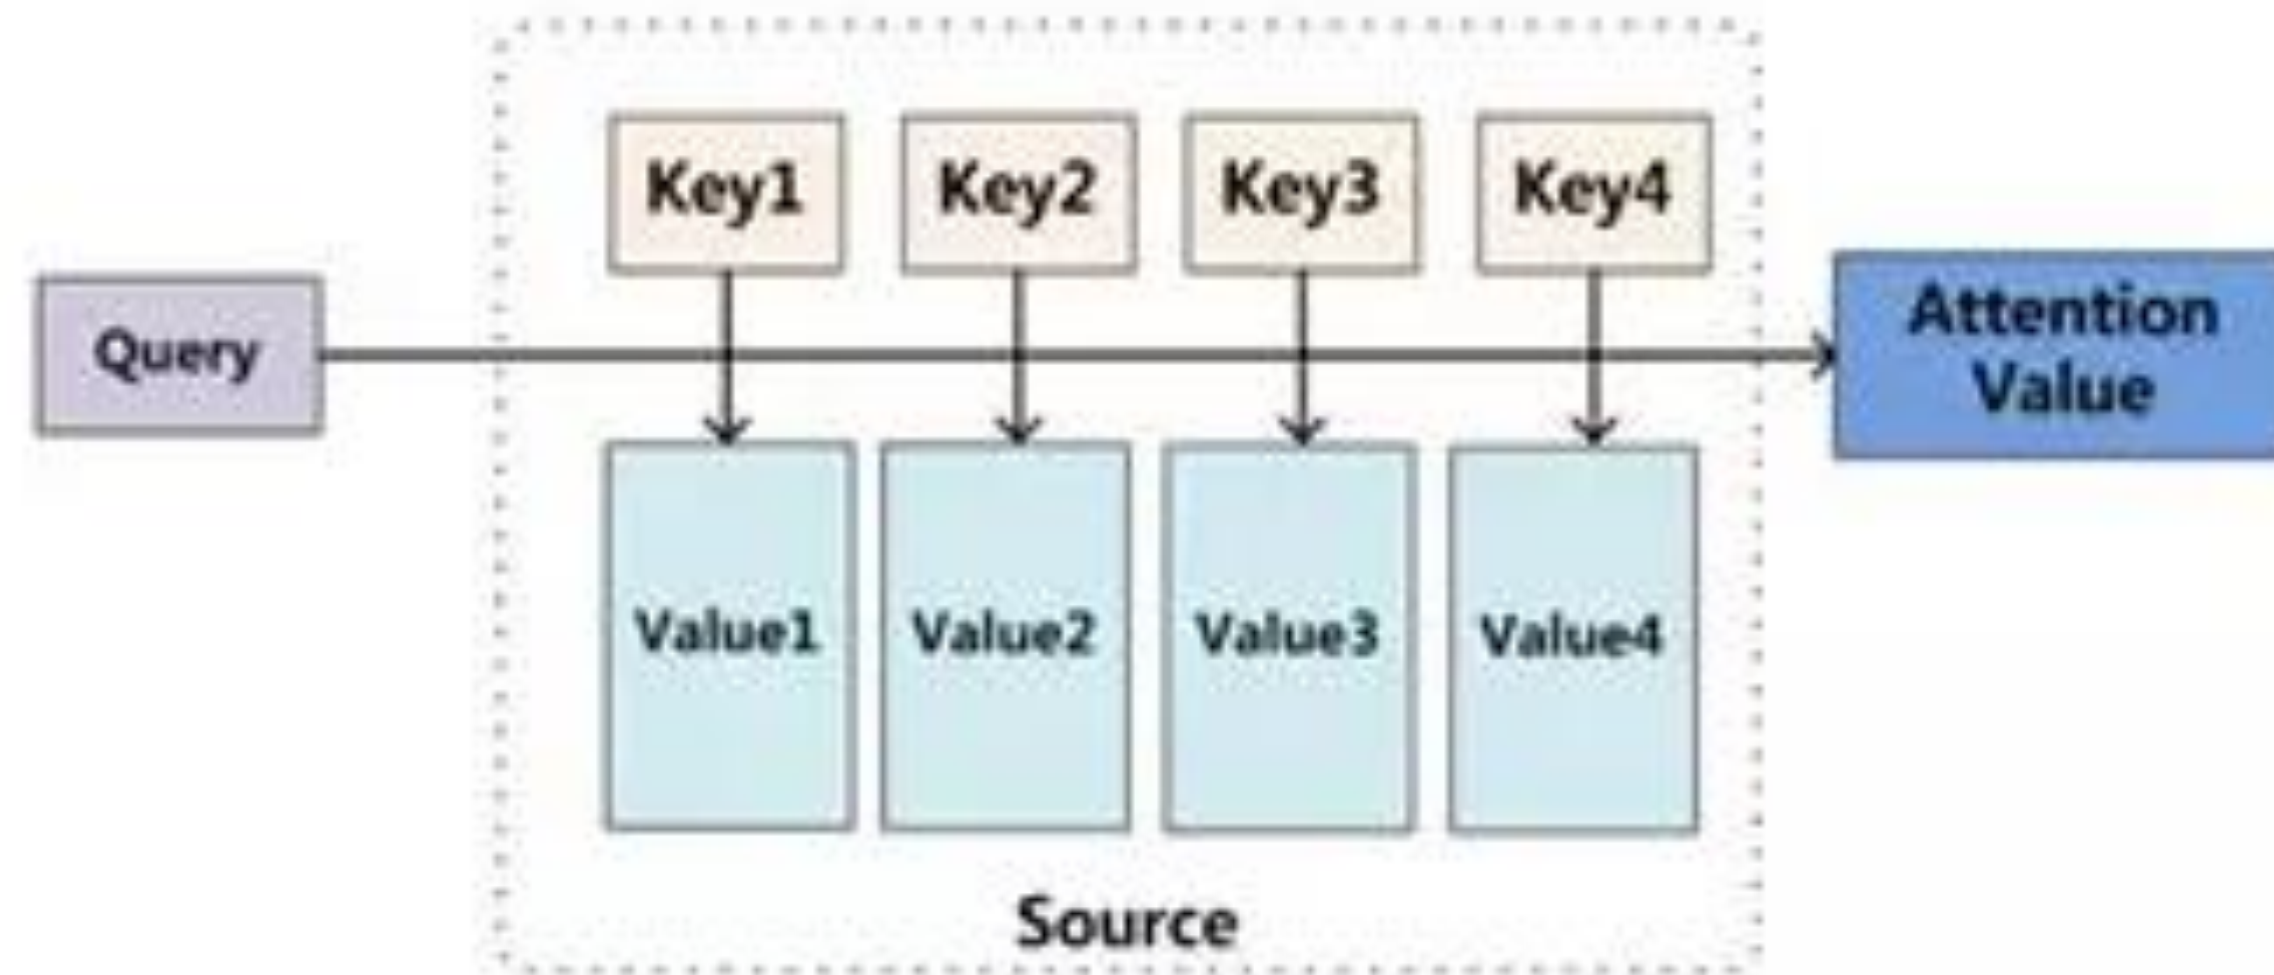 Key1 Key2 Key3 Key4
Query
Attention
Value
Value1 Value2 Value3 Value4
Source